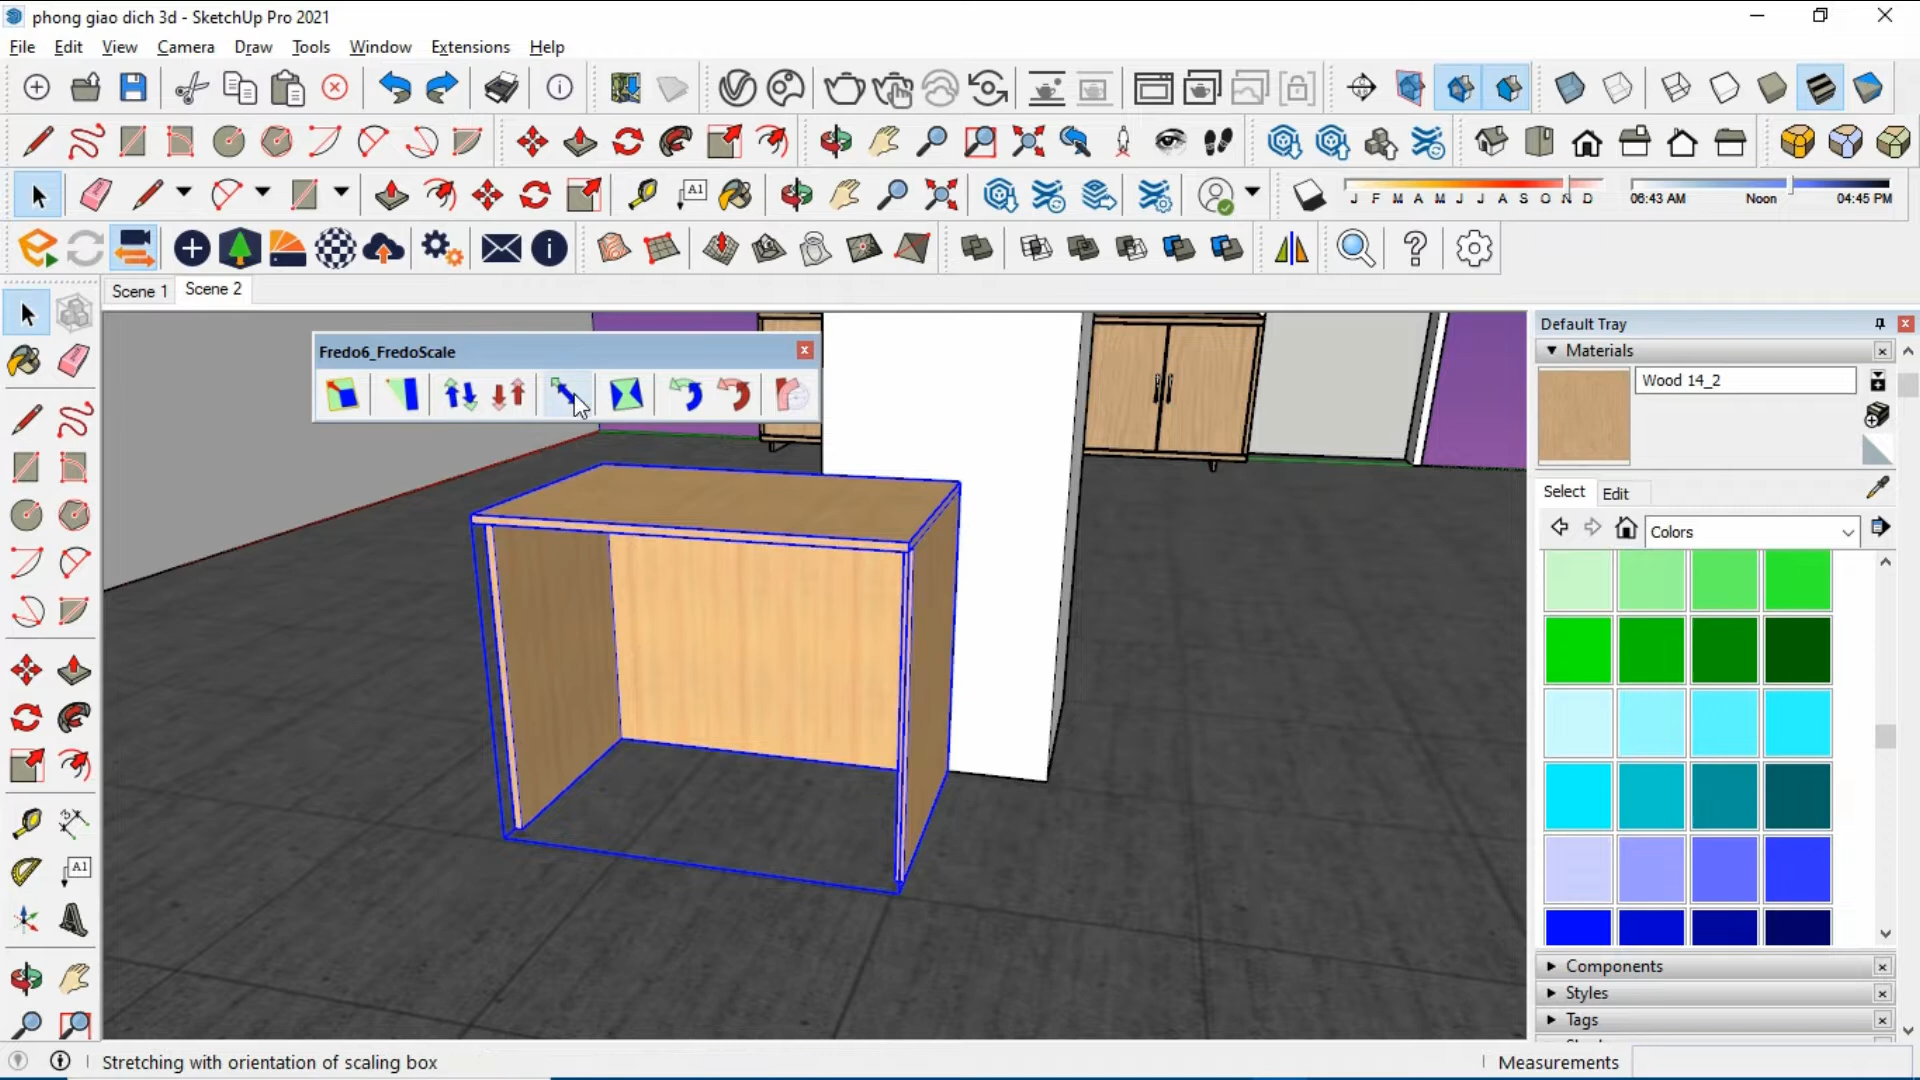 phong giao dich 3d - SketchUp Pro 2021
File Edit View Camera Draw Tools Window Extensions Help
A1
J F M A M J J A S O N D
06:43 AM Noon 04:45 PM
Scene 1 Scene 2
Fredo6_FredoScale
Default Tray
Materials
Wood 14_2
Select Edit
Colors
A1
Components
Styles
Tags
Stretching with orientation of scaling box
Measurements